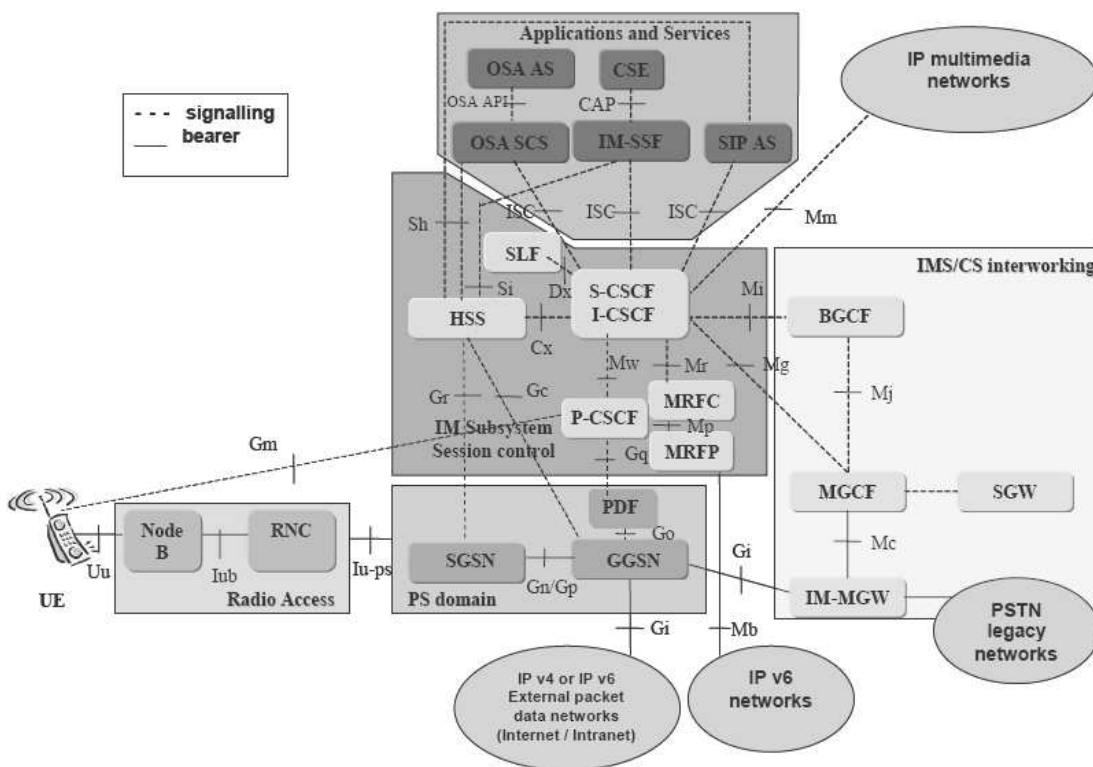 Applications and Services
OSA AS
CSE
OSA API
CAP
OSA SCS
IM-SSF
SIP AS
IP multimedia
networks
signalling
bearer
Sh
ISC
ISC
ISC
Mm
SLF
Si
Dx
S-CSCF
I-CSCF
HSS
Cx
Mi
IMS/CS interworking
BGCF
Mw
Mr
Mg
Mj
Gr
Gc
MRFC
P-CSCF
Mp
MRFP
IM Subsystem
Session control
Gq
Gm
MGCF
SGW
PDF
Go
Mc
Node
B
RNC
SGSN
GGSN
Gn/Gp
Gi
Uu
Iub
Iu-ps
UE
Radio Access
PS domain
IM-MGW
PSTN
legacy
networks
Gi
Mb
IP v4 or IP v6
External packet
data networks
(Internet / Intranet)
IP v6
networks